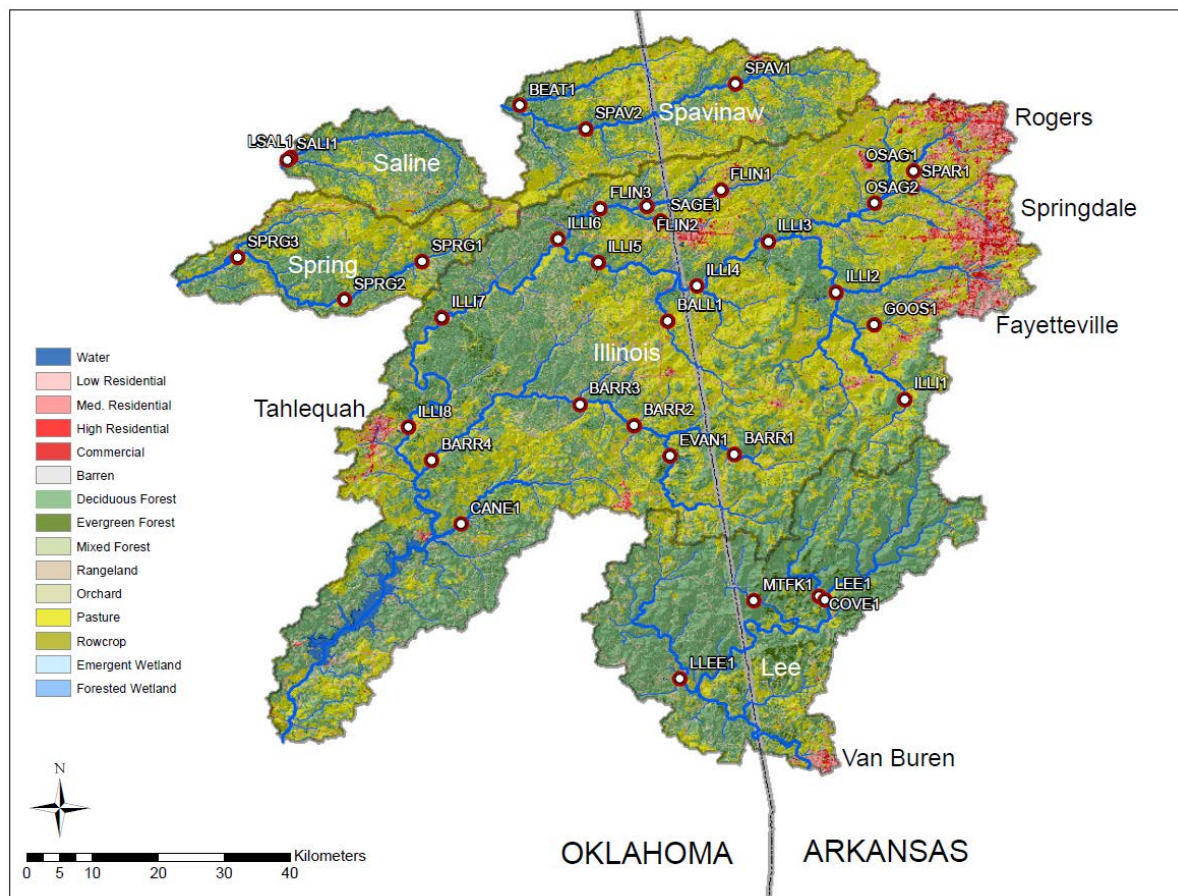 SPAV1
BEAT1
SPAV2
Spavinaw
Rogers
LSAL1
SALI1
Saline
OSAG1
SPAR1
FLIN1
OSAG2
FLIN3
SAGE1
Springdale
FLIN2
ILLI6
ILLI3
SPRG3
SPRG1
Spring
ILLI5
SPRG2
ILLI4
ILLI2
ILLI7
BALL1
GOOS1
Fayetteville
Illinois
BARR3
ILLI1
Tahlequah
ILLI8
BARR2
BARR4
EVAN1
BARR1
CANE1
MTFK1
LEE1
COVE1
LLEE1
Lee
Van Buren
Water
Low Residential
Med. Residential
High Residential
Commercial
Barren
Deciduous Forest
Evergreen Forest
Mixed Forest
Rangeland
Orchard
Pasture
Rowcrop
Emergent Wetland
Forested Wetland
N
Kilometers
0 5 10 20 30 40
OKLAHOMA
ARKANSAS